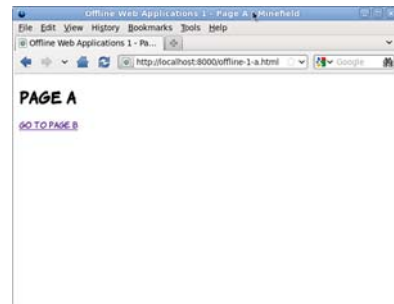 Offline Web Applications 1 - Page A - Minefield
File Edit View History Bookmarks Tools Help
Offline Web Applications 1 - Pa...
http://localhost:8000/offline-1-a.html Google
PAGE A
GO TO PAGE B